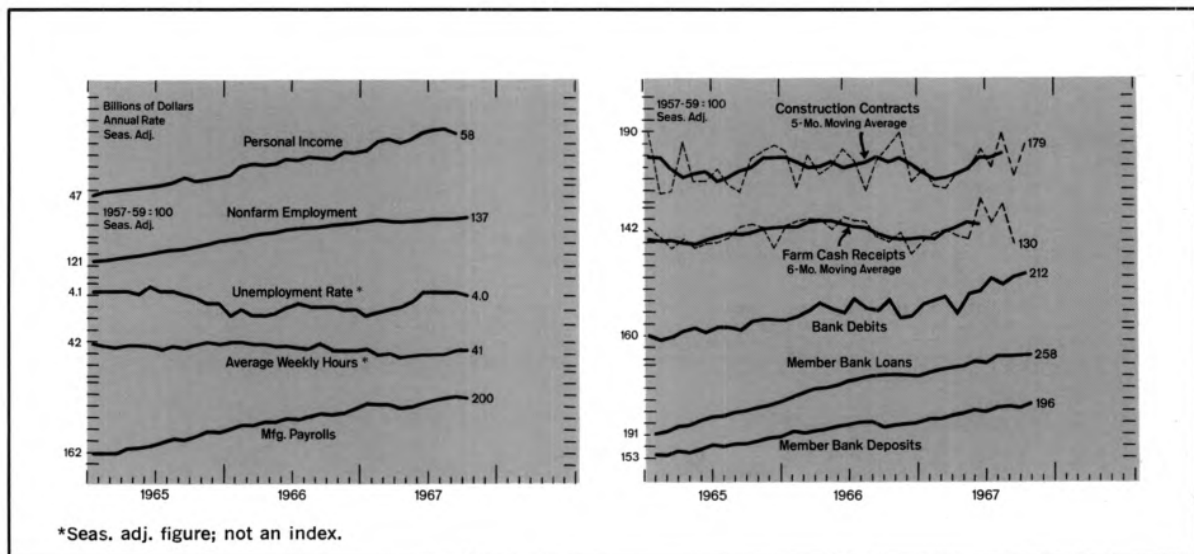 Billions of Dollars
Annual Rate
Seas. Adj.
Personal Income
58
47
1957-59 = 100
Seas. Adj.
Nonfarm Employment
137
121
4.1
Unemployment Rate *
4.0
42
Average Weekly Hours *
41
200
Mfg. Payrolls
162
1965
1966
1967
1957-59 = 100
Seas. Adj.
Construction Contracts
5-Mo. Moving Average
190
179
142
Farm Cash Receipts
6-Mo. Moving Average
130
212
Bank Debits
160
Member Bank Loans
258
191
196
Member Bank Deposits
153
1965
1966
1967
*Seas. adj. figure; not an index.